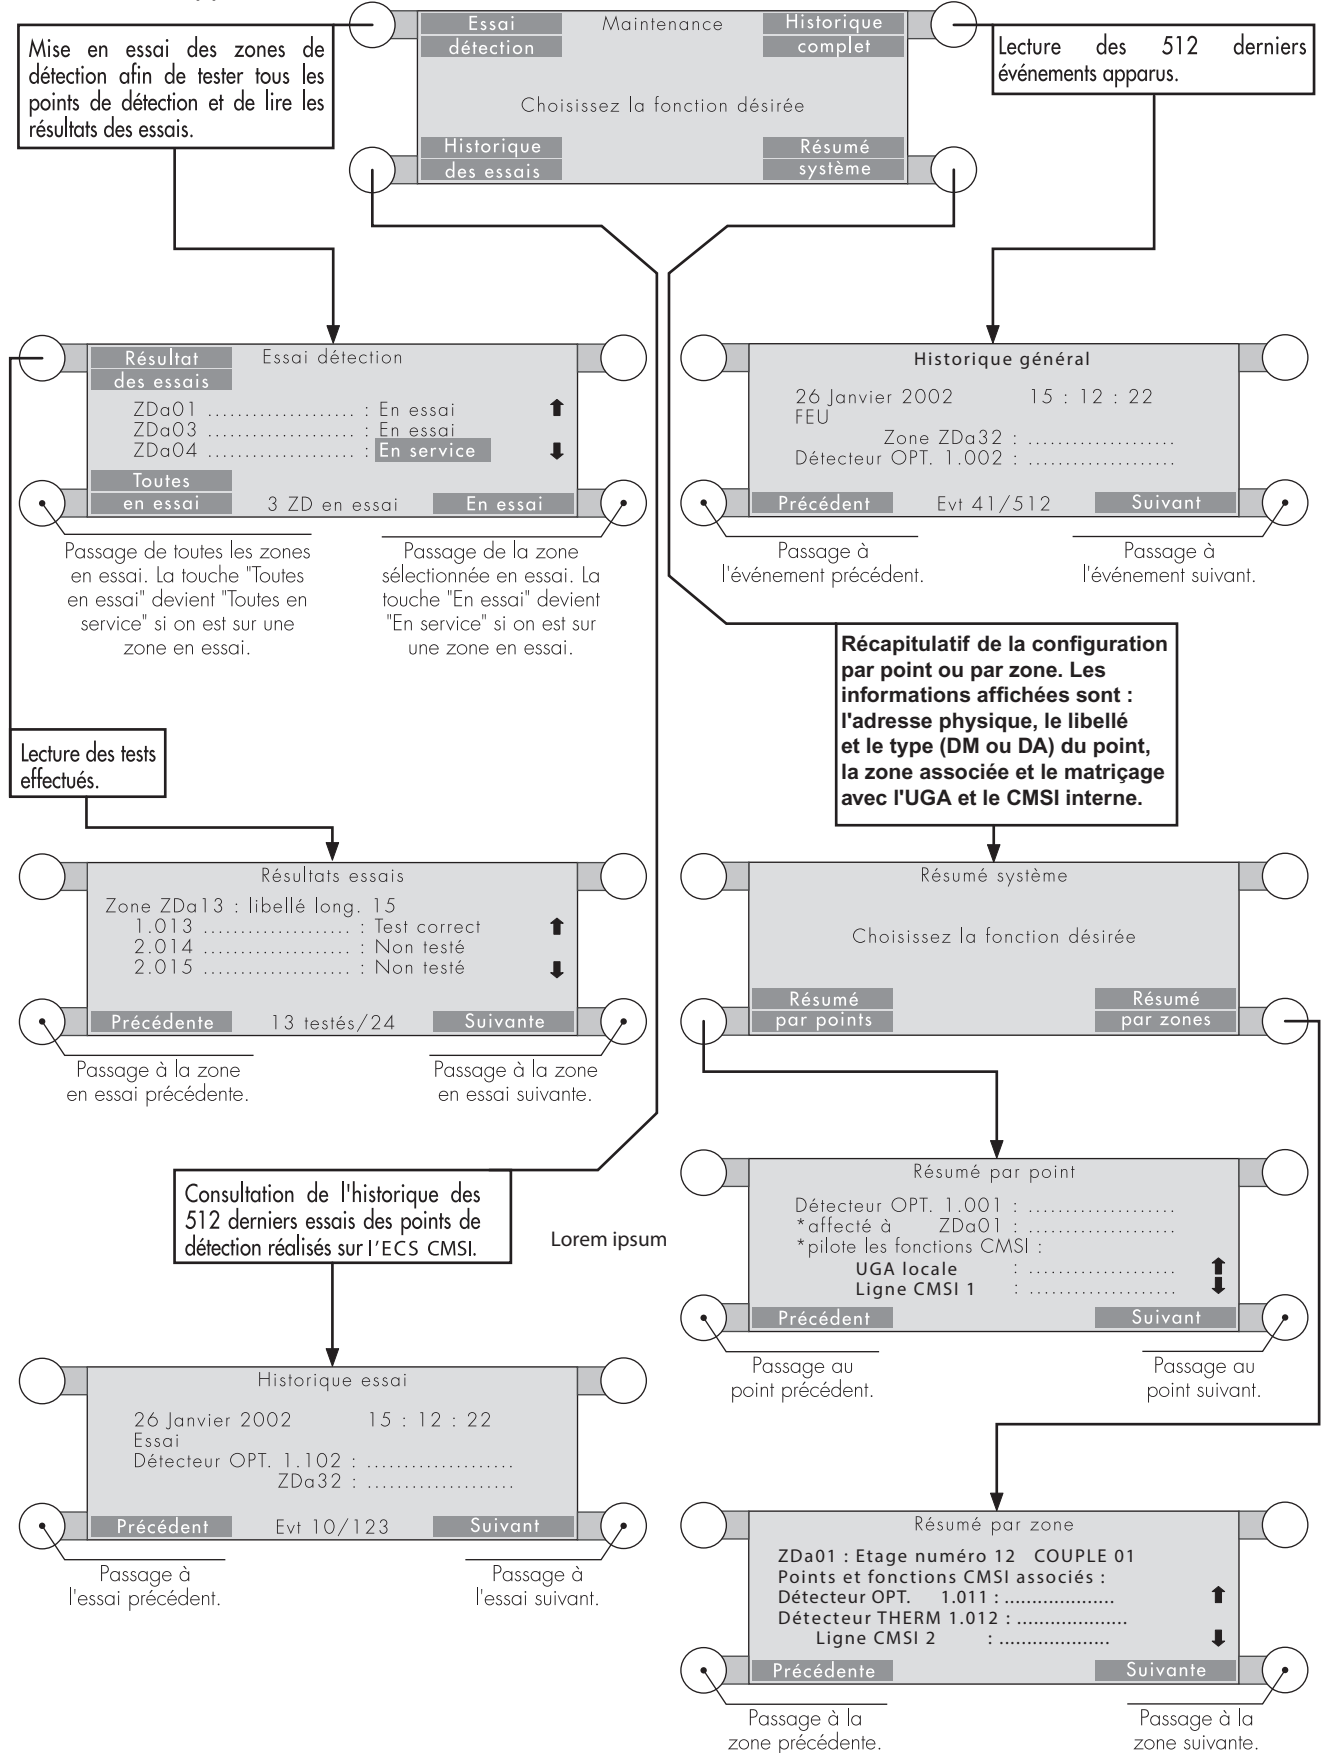 Mise en essai des zones de
détection afin de tester tous les
points de détection et de lire les
résultats des essais.
Essai
détection
Maintenance
Historique
complet
Choisissez la fonction désirée
Historique
des essais
Résumé
système
Lecture des 512 derniers
événements apparus.
Résultat
des essais
Essai détection
ZDa01 .................... : En essai
ZDa03 .................... : En essai
ZDa04 .................... : En service
Toutes
en essai
3 ZD en essai
En essai
Passage de toutes les zones
en essai. La touche "Toutes
en essai" devient "Toutes en
service" si on est sur une
zone en essai.
Passage de la zone
sélectionnée en essai. La
touche "En essai" devient
"En service" si on est sur
une zone en essai.
Historique général
26 Janvier 2002 15 : 12 : 22
FEU
Zone ZDa32 : ....................
Détecteur OPT. 1.002 : ....................
Précédent
Evt 41/512
Suivant
Passage à
l'événement précédent.
Passage à
l'événement suivant.
Récapitulatif de la configuration
par point ou par zone. Les
informations affichées sont :
l'adresse physique, le libellé
et le type (DM ou DA) du point,
la zone associée et le matriçage
avec l'UGA et le CMSI interne.
Lecture des tests
effectués.
Résultats essais
Zone ZDa13 : libellé long. 15
1.013 .................... : Test correct
2.014 .................... : Non testé
2.015 .................... : Non testé
Précédente
13 testés/24
Suivante
Passage à la zone
en essai précédente.
Passage à la zone
en essai suivante.
Résumé système
Choisissez la fonction désirée
Résumé
par points
Résumé
par zones
Consultation de l'historique des
512 derniers essais des points de
détection réalisés sur l'ECS CMSI.
Lorem ipsum
Résumé par point
Détecteur OPT. 1.001 : ....................
*affecté à ZDa01 : ....................
*pilote les fonctions CMSI :
UGA locale : ....................
Ligne CMSI 1 : ....................
Précédent
Suivant
Passage au
point précédent.
Passage au
point suivant.
Historique essai
26 Janvier 2002 15 : 12 : 22
Essai
Détecteur OPT. 1.102 : ....................
ZDa32 : ....................
Précédent
Evt 10/123
Suivant
Passage à
l'essai précédent.
Passage à
l'essai suivant.
Résumé par zone
ZDa01 : Etage numéro 12 COUPLE 01
Points et fonctions CMSI associés :
Détecteur OPT. 1.011 : ....................
Détecteur THERM 1.012 : ....................
Ligne CMSI 2 : ....................
Précédente
Suivante
Passage à la
zone précédente.
Passage à la
zone suivante.